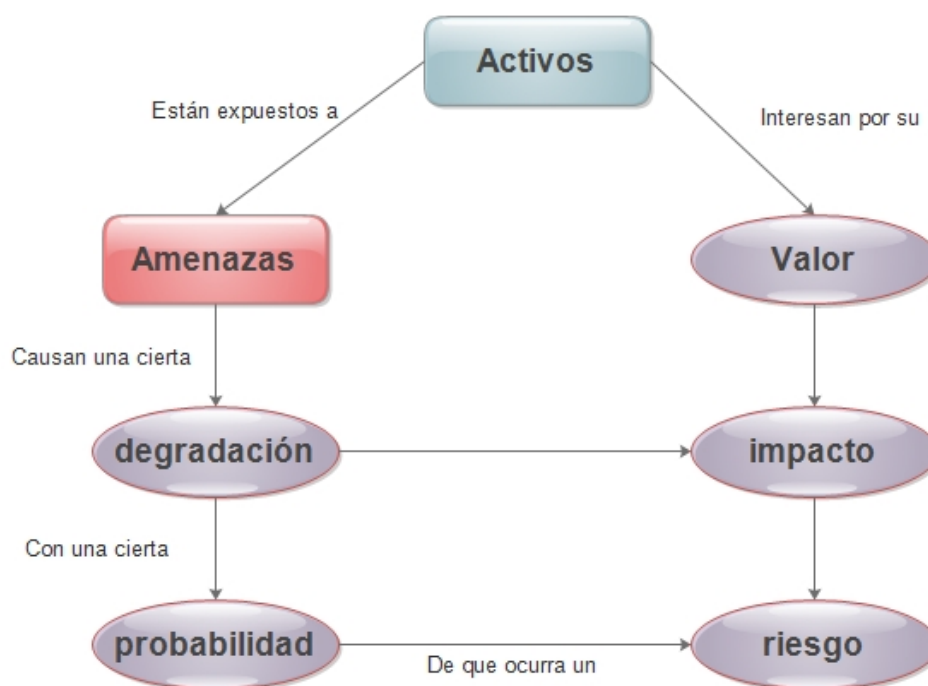 Activos
Están expuestos a
Interesan por su
Amenazas
Valor
Causan una cierta
degradación
impacto
Con una cierta
probabilidad
De que ocurra un
riesgo